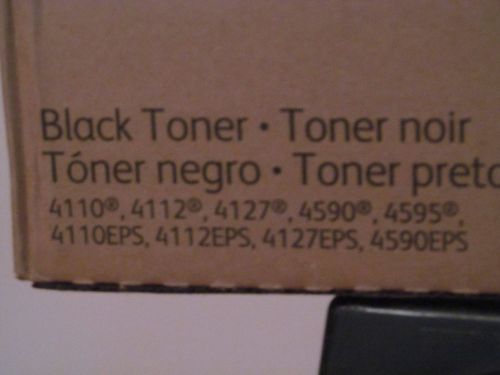 Black Toner • Toner noir
Tóner negro • Toner preto
4110®, 4112®, 4127®, 4590®, 4595®,
4110EPS, 4112EPS, 4127EPS, 4590EPS